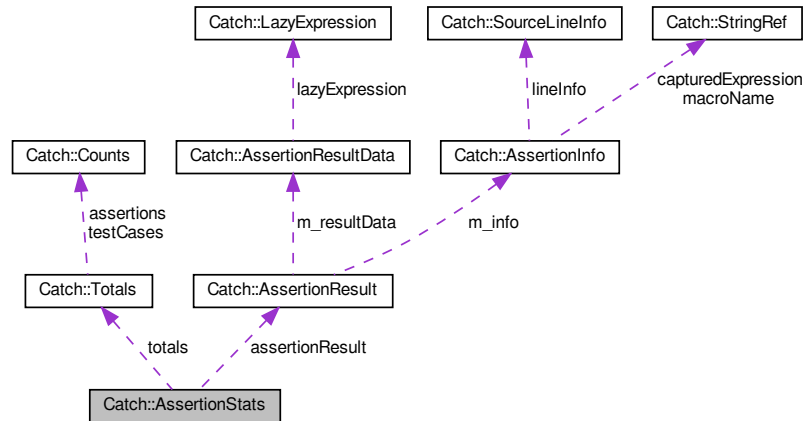 Catch::LazyExpression
Catch::SourceLineInfo
Catch::StringRef
lazyExpression
lineInfo
capturedExpression
macroName
Catch::Counts
Catch::AssertionResultData
Catch::AssertionInfo
assertions
testCases
m_resultData
m_info
Catch::Totals
Catch::AssertionResult
totals
assertionResult
Catch::AssertionStats